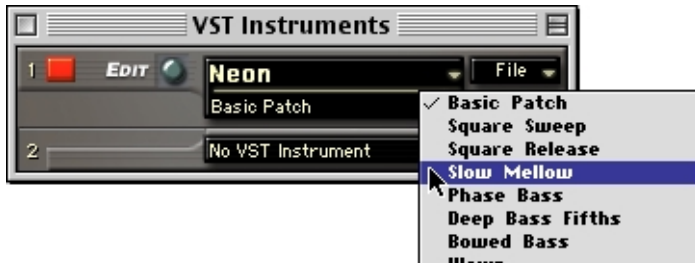 VST Instruments
1 EDIT Neon File
Basic Patch
2 No VST Instrument
✓ Basic Patch
Square Sweep
Square Release
Slow Mellow
Phase Bass
Deep Bass Fifths
Bowed Bass